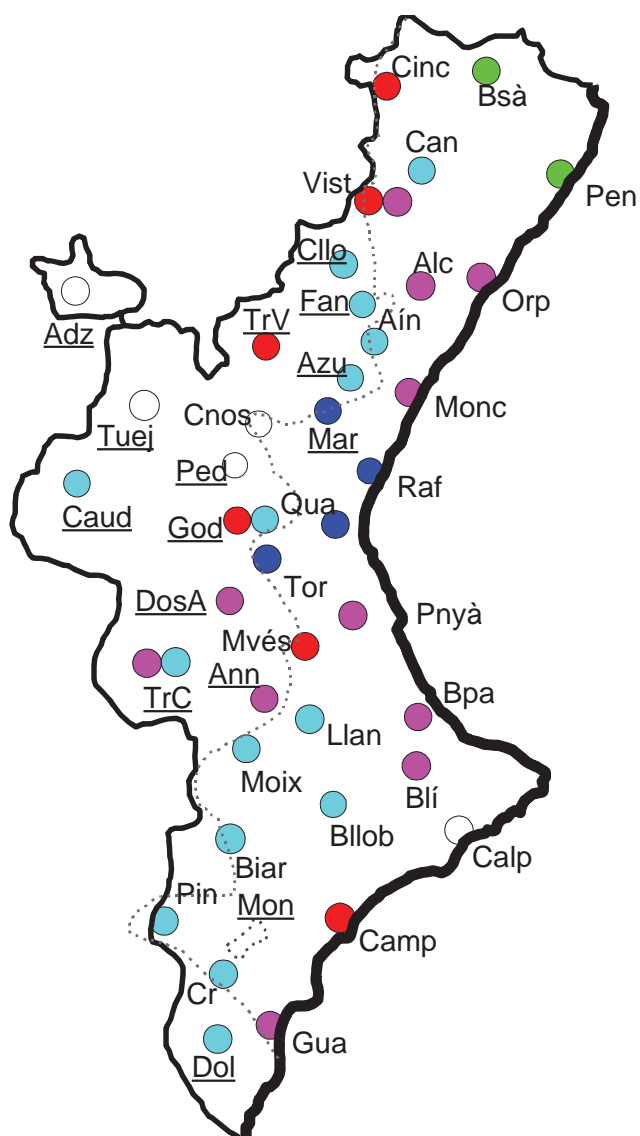 Cinc
Bsà
Can
Vist
Pen
Cllo
Alc
Orp
Fan
Adz
TrV
Aín
Azu
Monc
Cnos
Tuej
Mar
Ped
Raf
Caud
Qua
God
Tor
DosA
Pnyà
Mvés
Ann
TrC
Bpa
Llan
Moix
Blí
Bllob
Calp
Biar
Pin
Mon
Camp
Cr
Gua
Dol